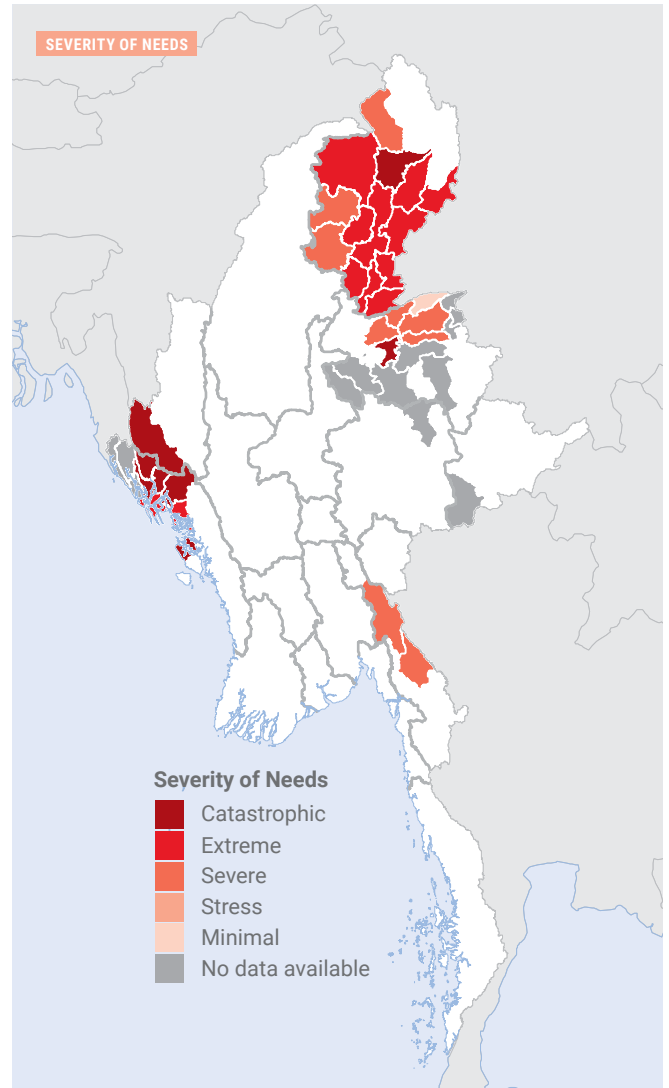 SEVERITY OF NEEDS
Severity of Needs
Catastrophic
Extreme
Severe
Stress
Minimal
No data available